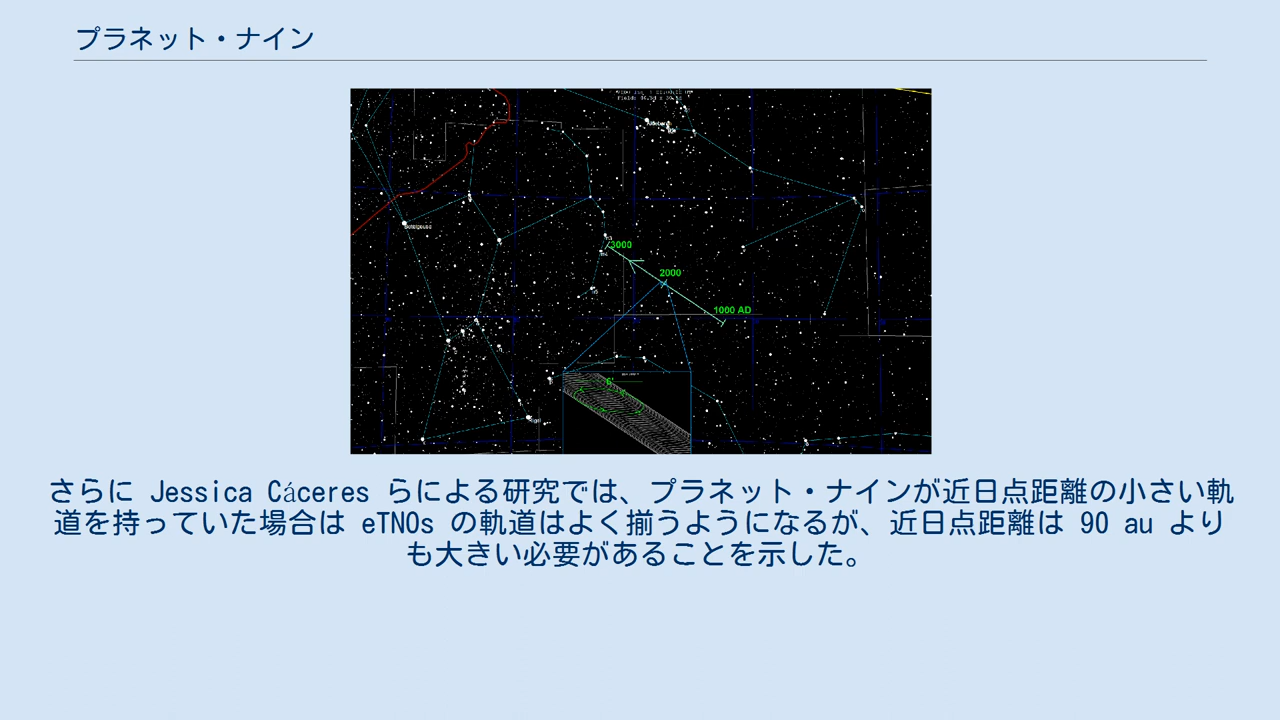 プラネット・ナイン
3000
2000
1000 AD
6'
さらに Jessica Cáceres らによる研究では、プラネット・ナインが近日点距離の小さい軌
道を持っていた場合は eTNOs の軌道はよく揃うようになるが、近日点距離は 90 au より
も大きい必要があることを示した。